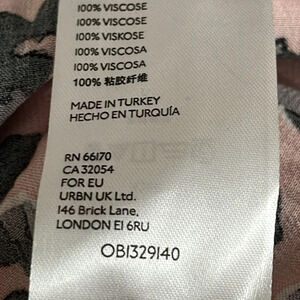 100% VISCOSE
100% VISCOSE
100% VISKOSE
100% VISCOSA
100% VISCOSA
100% 粘胶纤维
MADE IN TURKEY
HECHO EN TURQUÍA
RN 66170
CA 32054
FOR EU
URBN UK Ltd.
146 Brick Lane,
LONDON E1 6RU
OB1329140